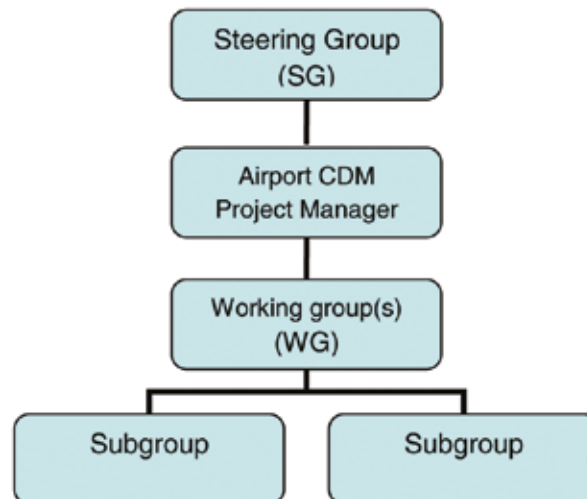 Steering Group
(SG)
Airport CDM
Project Manager
Working group(s)
(WG)
Subgroup
Subgroup